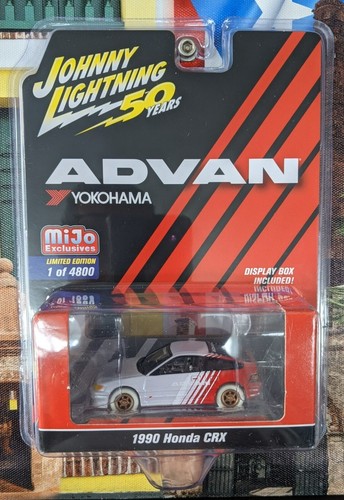 JOHNNY
LIGHTNING
50
YEARS
ADVAN
YOKOHAMA
MiJo
Exclusives
LIMITED EDITION
1 of 4800
DISPLAY BOX
INCLUDED!
ADVAN
1990 Honda CRX